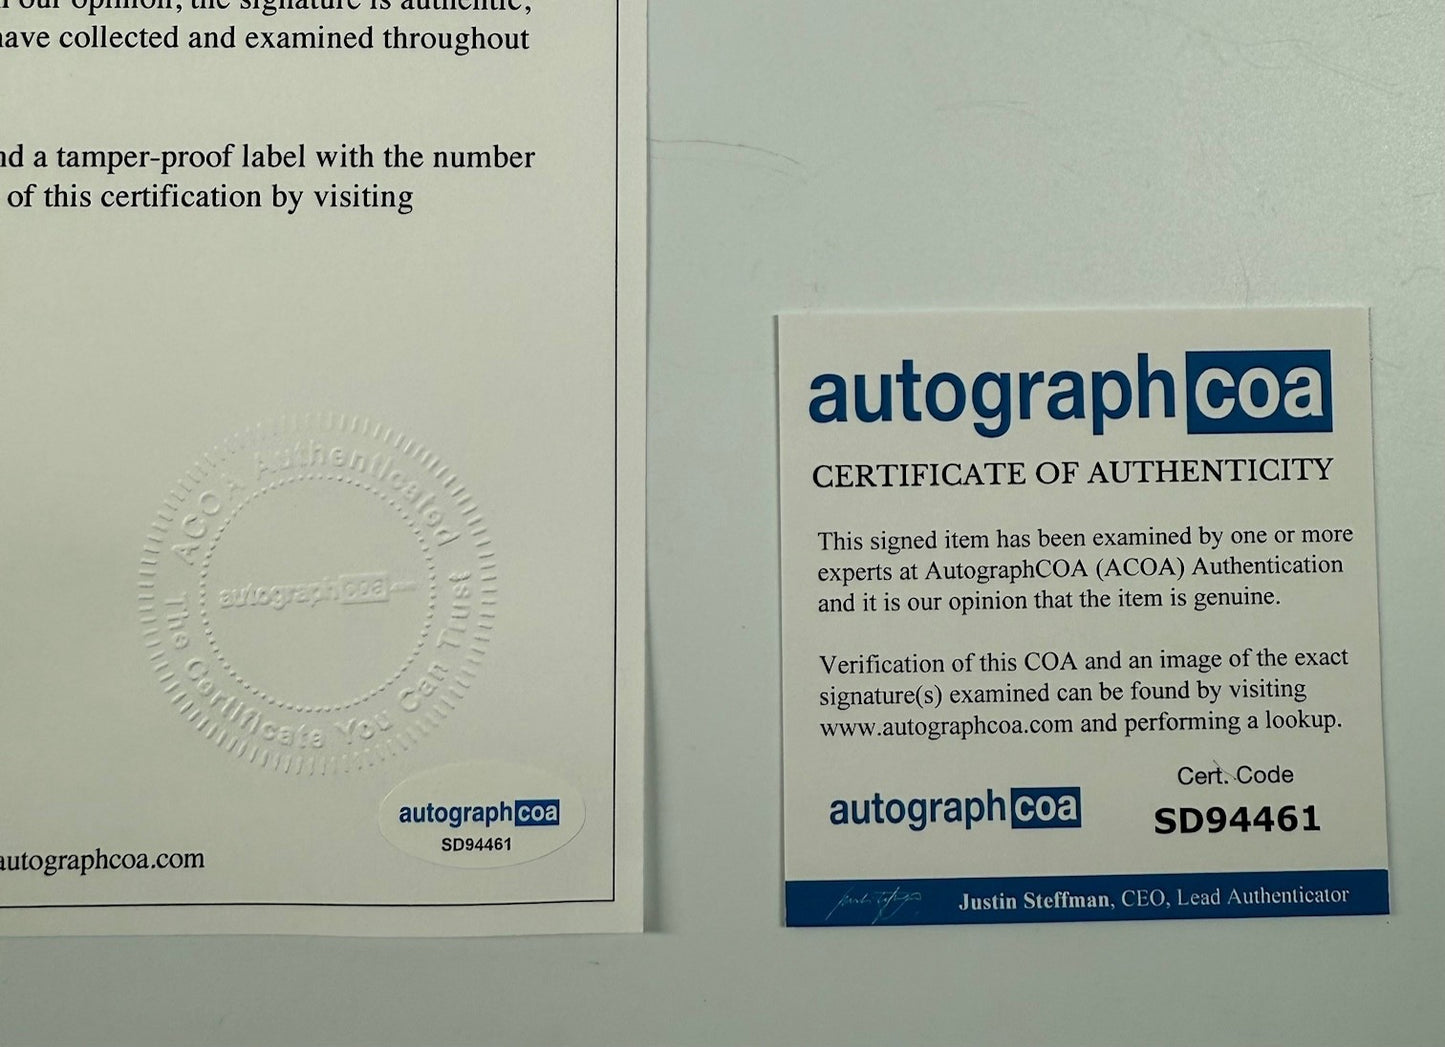 our opinion, the signature is authentic,
have collected and examined throughout
nd a tamper-proof label with the number
of this certification by visiting
ACOA Authenticated
autographcoa
The Certificate You Can Trust
autographcoa
SD94461
autographcoa.com
autographcoa
CERTIFICATE OF AUTHENTICITY
This signed item has been examined by one or more
experts at AutographCOA (ACOA) Authentication
and it is our opinion that the item is genuine.
Verification of this COA and an image of the exact
signature(s) examined can be found by visiting
www.autographcoa.com and performing a lookup.
Cert. Code
autographcoa
SD94461
Justin Steffman, CEO, Lead Authenticator